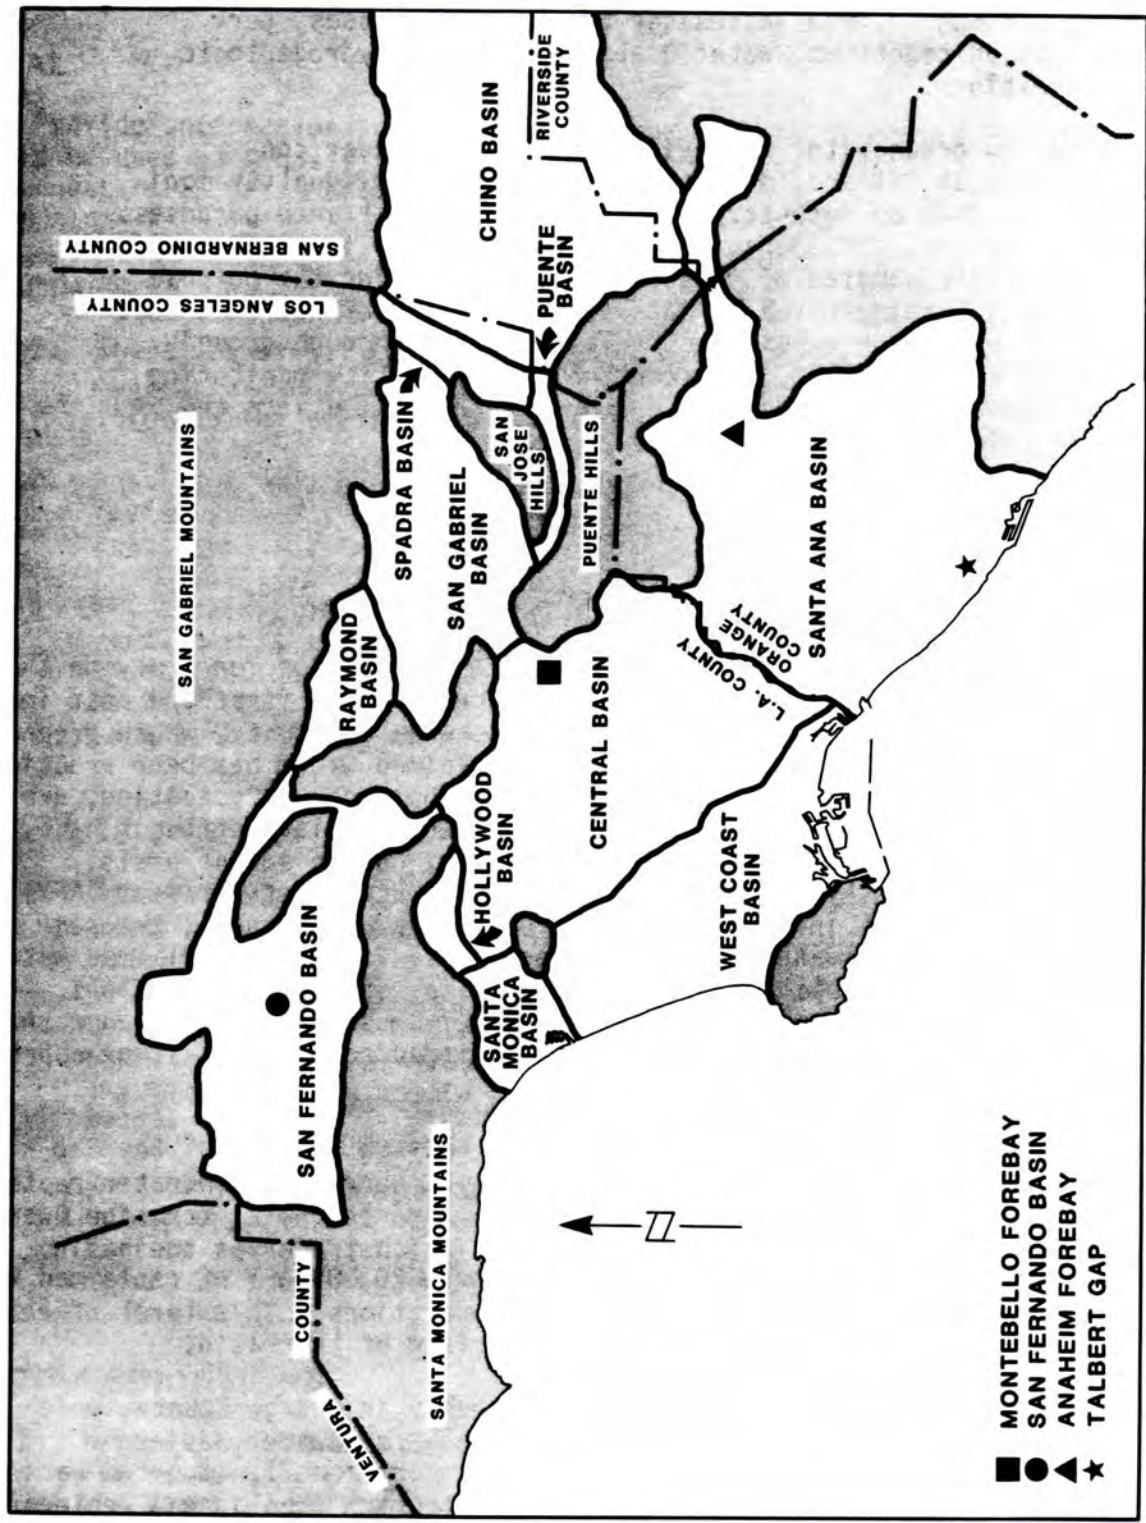 SAN GABRIEL MOUNTAINS
LOS ANGELES COUNTY
SAN BERNARDINO COUNTY
VENTURA
COUNTY
SAN FERNANDO BASIN
RAYMOND
BASIN
SPADRA BASIN
SAN GABRIEL
BASIN
SAN
JOSE
HILLS
PUENTE
BASIN
CHINO BASIN
RIVERSIDE
COUNTY
SANTA MONICA MOUNTAINS
SANTA
MONICA
BASIN
HOLLYWOOD
BASIN
CENTRAL BASIN
PUENTE HILLS
WEST COAST
BASIN
L.A. COUNTY
ORANGE
COUNTY
SANTA ANA BASIN
N
MONTEBELLO FOREBAY
SAN FERNANDO BASIN
ANAHEIM FOREBAY
TALBERT GAP